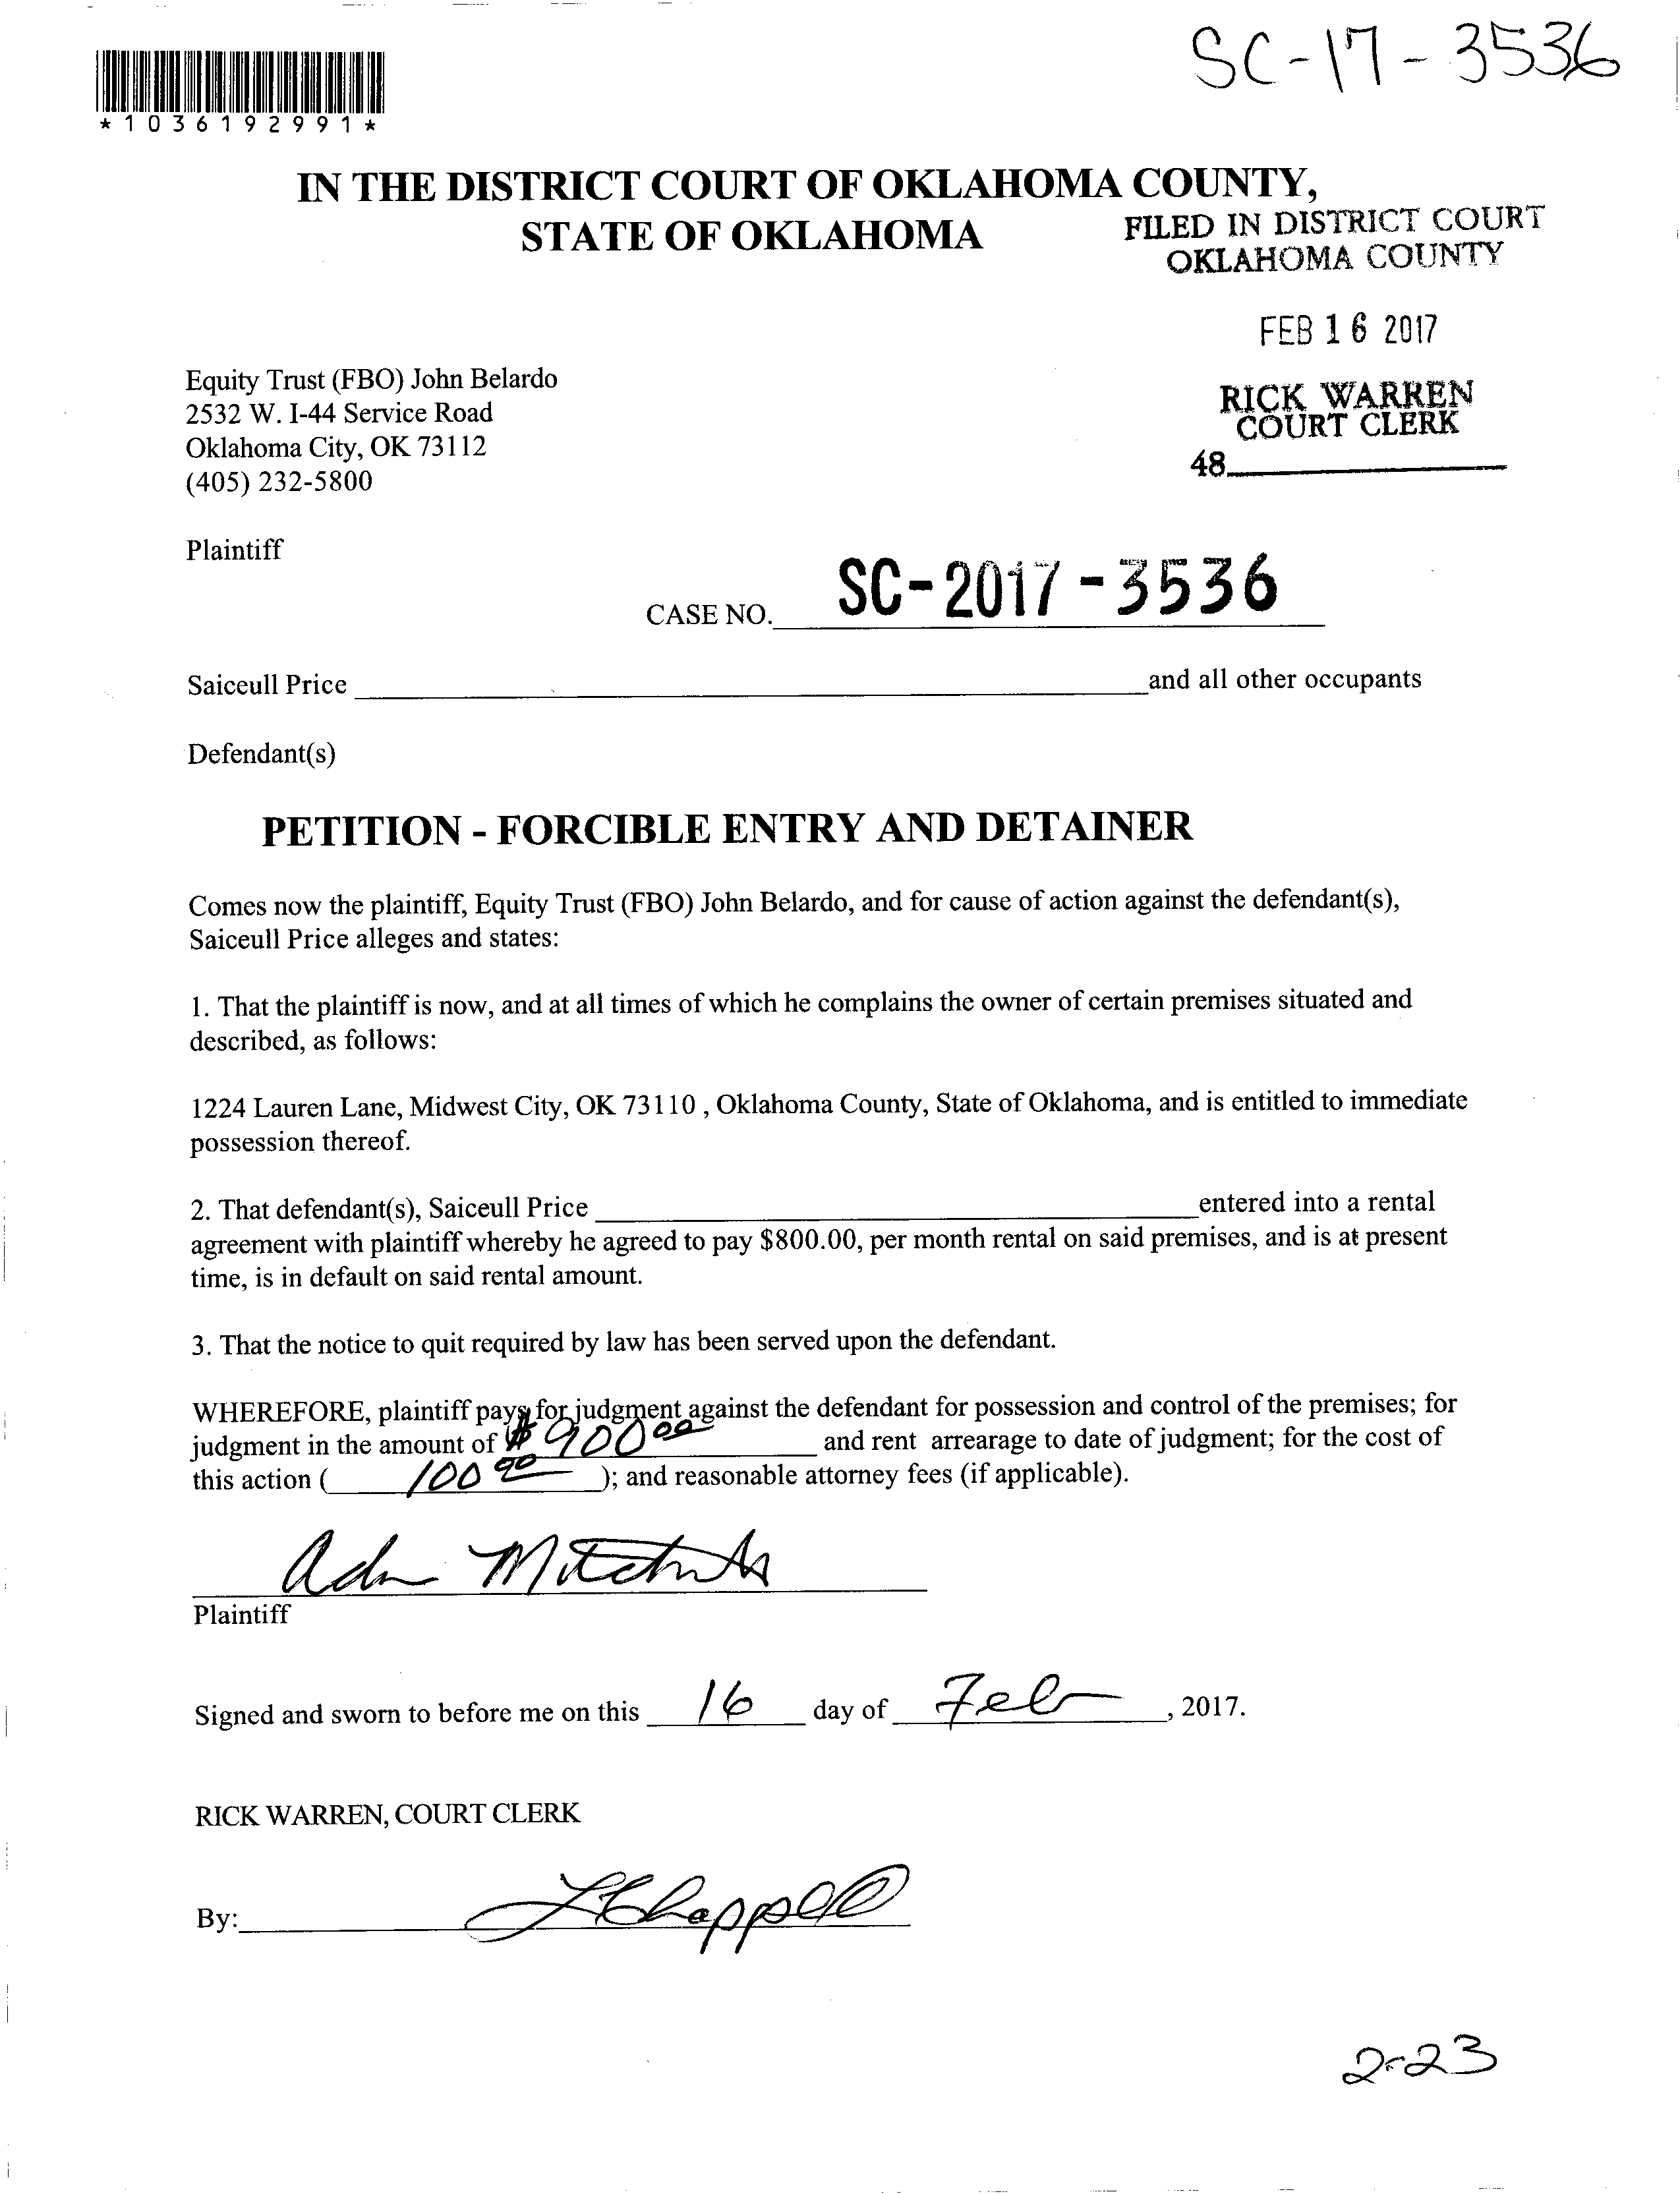 SC-17-3536
*1036192991*
IN THE DISTRICT COURT OF OKLAHOMA COUNTY,
STATE OF OKLAHOMA
FILED IN DISTRICT COURT
OKLAHOMA COUNTY
FEB 16 2017
RICK WARREN
COURT CLERK
48
Equity Trust (FBO) John Belardo
2532 W. I-44 Service Road
Oklahoma City, OK 73112
(405) 232-5800
Plaintiff
CASE NO. SC-2017-3536
Saiceull Price and all other occupants
Defendant(s)
PETITION - FORCIBLE ENTRY AND DETAINER
Comes now the plaintiff, Equity Trust (FBO) John Belardo, and for cause of action against the defendant(s),
Saiceull Price alleges and states:
1. That the plaintiff is now, and at all times of which he complains the owner of certain premises situated and
described, as follows:
1224 Lauren Lane, Midwest City, OK 73110 , Oklahoma County, State of Oklahoma, and is entitled to immediate
possession thereof.
2. That defendant(s), Saiceull Price entered into a rental
agreement with plaintiff whereby he agreed to pay $800.00, per month rental on said premises, and is at present
time, is in default on said rental amount.
3. That the notice to quit required by law has been served upon the defendant.
WHEREFORE, plaintiff pays for judgment against the defendant for possession and control of the premises; for
judgment in the amount of $900 00 and rent arrearage to date of judgment; for the cost of
this action ( 100 00 ); and reasonable attorney fees (if applicable).
Plaintiff
Signed and sworn to before me on this 16 day of Feb , 2017.
RICK WARREN, COURT CLERK
By: Chappell
2-23